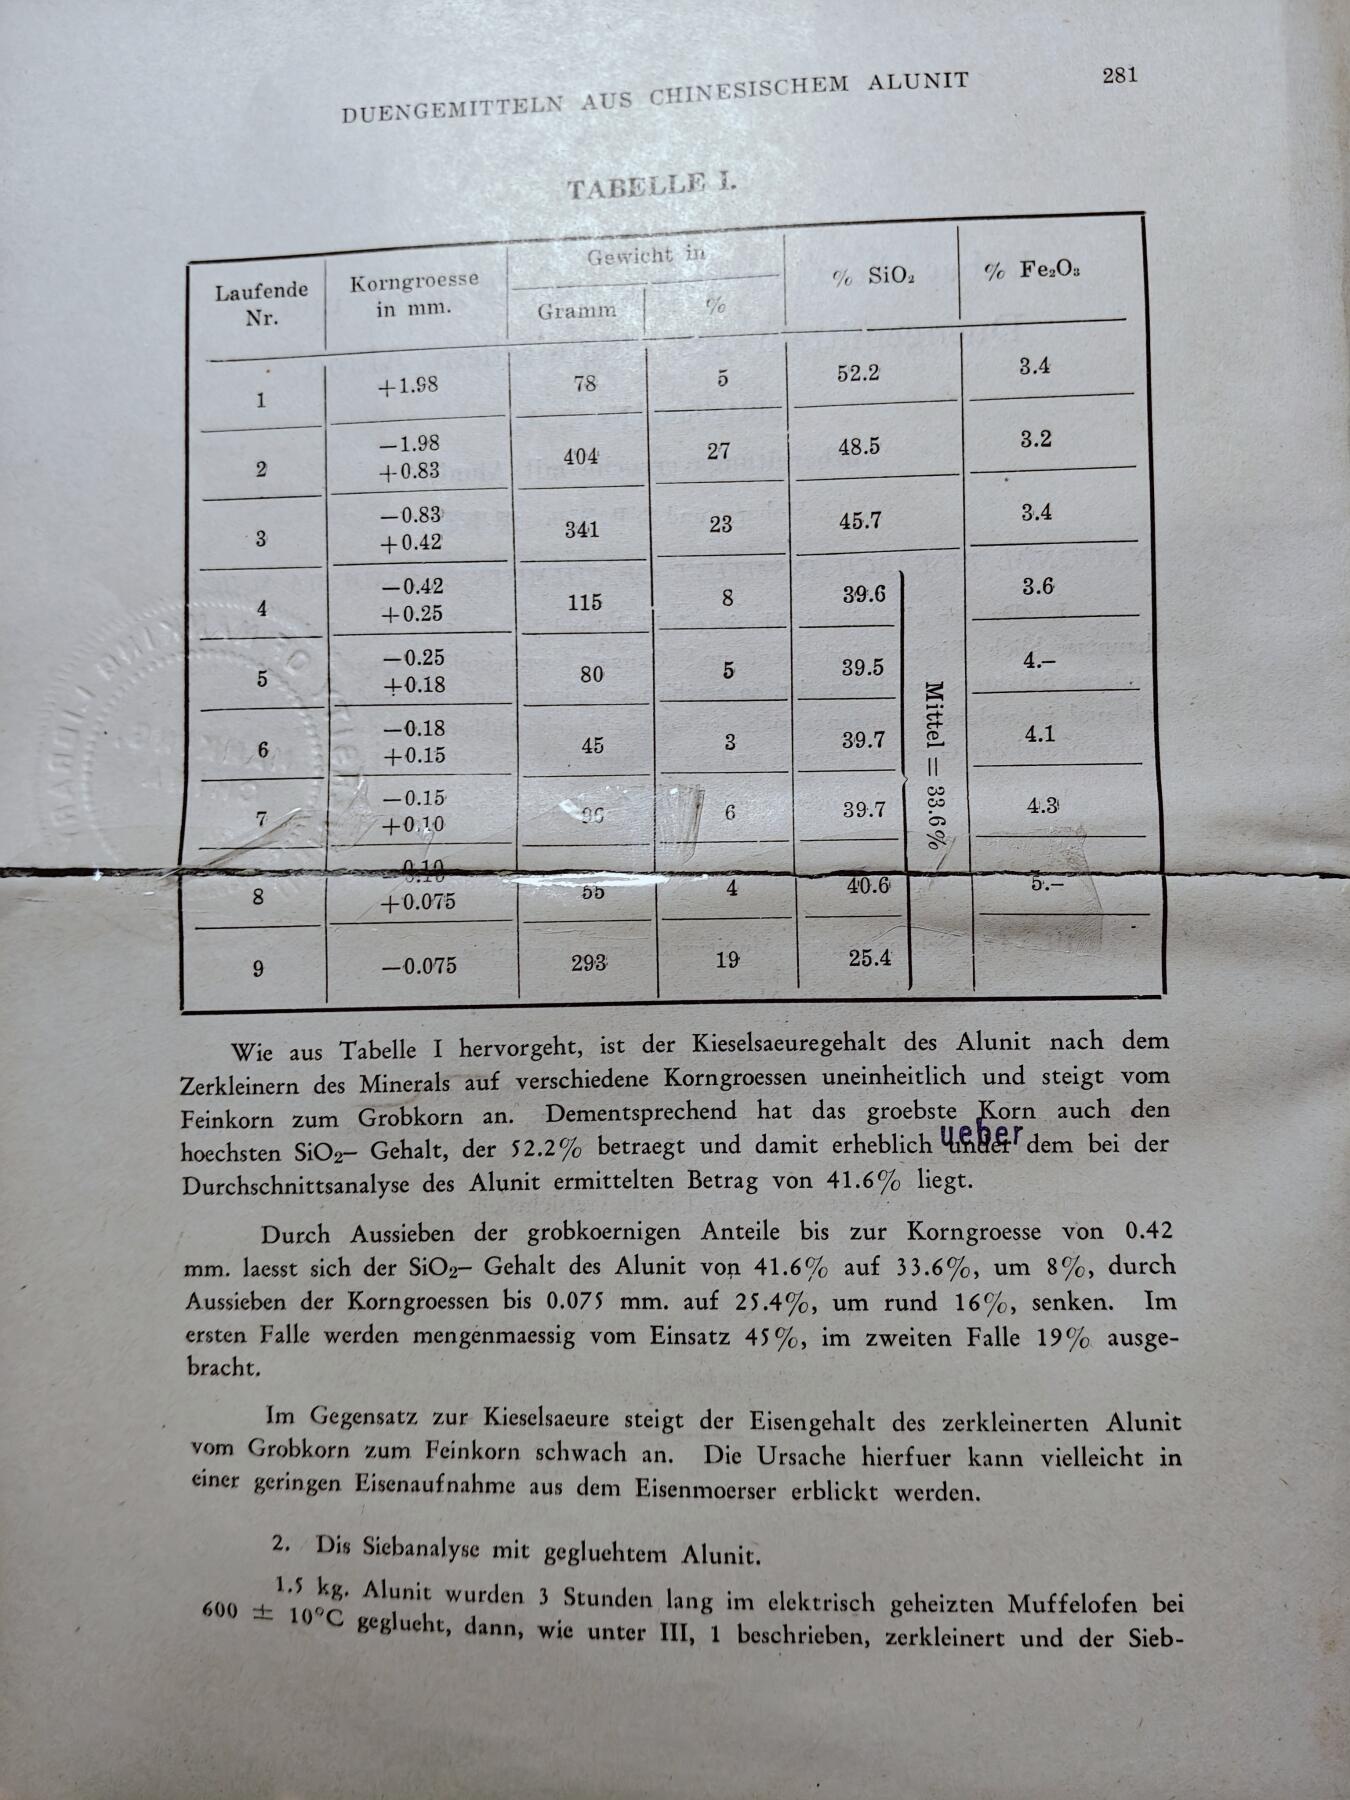 DUENGEMITTELN AUS CHINESISCHEM ALUNIT 281
TABELLE I.
Laufende Nr. Korngroesse in mm. Gewicht in Gramm % % SiO₂ % Fe₂O₃
1 +1.98 78 5 52.2 3.4
2 −1.98 +0.83 404 27 48.5 3.2
3 −0.83 +0.42 341 23 45.7 3.4
4 −0.42 +0.25 115 8 39.6 3.6
5 −0.25 +0.18 80 5 39.5 4.–
6 −0.18 +0.15 45 3 39.7 4.1
7 −0.15 +0.10 96 6 39.7 4.3
8 −0.10 +0.075 55 4 40.6 5.–
9 −0.075 293 19 25.4
Mittel = 33.6%
Wie aus Tabelle I hervorgeht, ist der Kieselsaeuregehalt des Alunit nach dem
Zerkleinern des Minerals auf verschiedene Korngroessen uneinheitlich und steigt vom
Feinkorn zum Grobkorn an. Dementsprechend hat das groebste Korn auch den
hoechsten SiO₂– Gehalt, der 52.2% betraegt und damit erheblich ueber dem bei der
Durchschnittsanalyse des Alunit ermittelten Betrag von 41.6% liegt.
Durch Aussieben der grobkoernigen Anteile bis zur Korngroesse von 0.42
mm. laesst sich der SiO₂– Gehalt des Alunit von 41.6% auf 33.6%, um 8%, durch
Aussieben der Korngroessen bis 0.075 mm. auf 25.4%, um rund 16%, senken. Im
ersten Falle werden mengenmaessig vom Einsatz 45%, im zweiten Falle 19% ausge-
bracht.
Im Gegensatz zur Kieselsaeure steigt der Eisengehalt des zerkleinerten Alunit
vom Grobkorn zum Feinkorn schwach an. Die Ursache hierfuer kann vielleicht in
einer geringen Eisenaufnahme aus dem Eisenmoerser erblickt werden.
2. Dis Siebanalyse mit geglu​ehtem Alunit.
1.5 kg. Alunit wurden 3 Stunden lang im elektrisch geheizten Muffelofen bei
600 ± 10°C geglueht, dann, wie unter III, 1 beschrieben, zerkleinert und der Sieb-